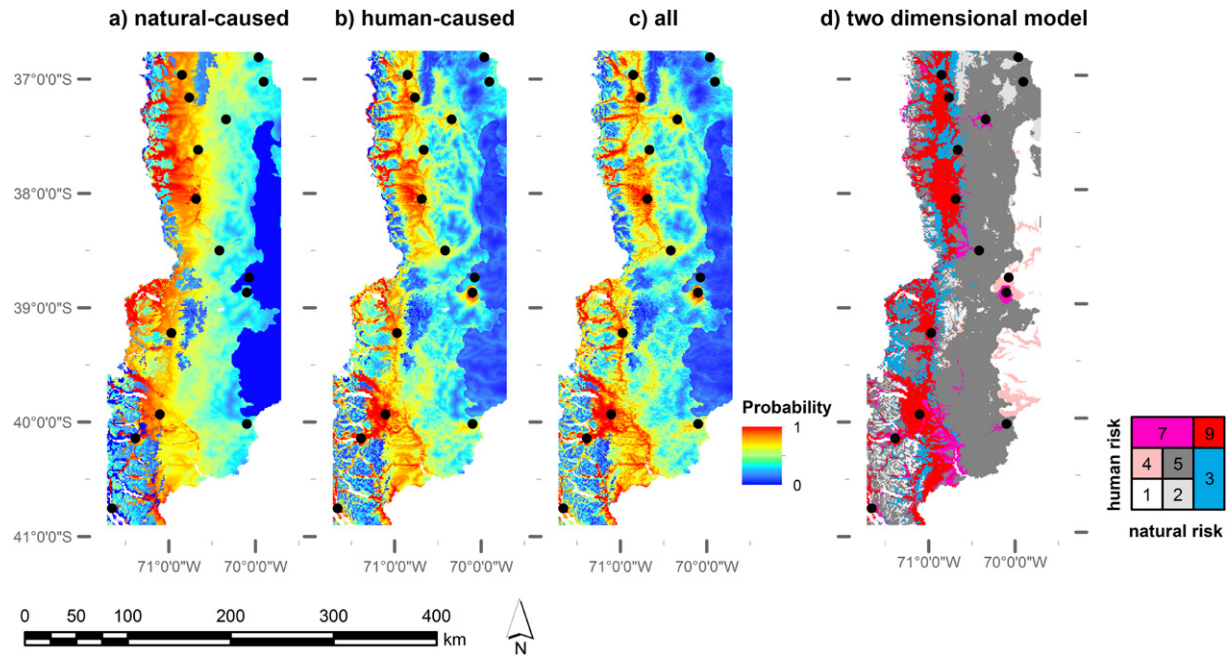 a) natural-caused
b) human-caused
c) all
d) two dimensional model
37°0'0"S
38°0'0"S
39°0'0"S
40°0'0"S
41°0'0"S
Probability
1
0
human risk
7
9
4
5
3
1
2
natural risk
71°0'0"W
70°0'0"W
71°0'0"W
70°0'0"W
71°0'0"W
70°0'0"W
71°0'0"W
70°0'0"W
0
50
100
200
300
400
km
N